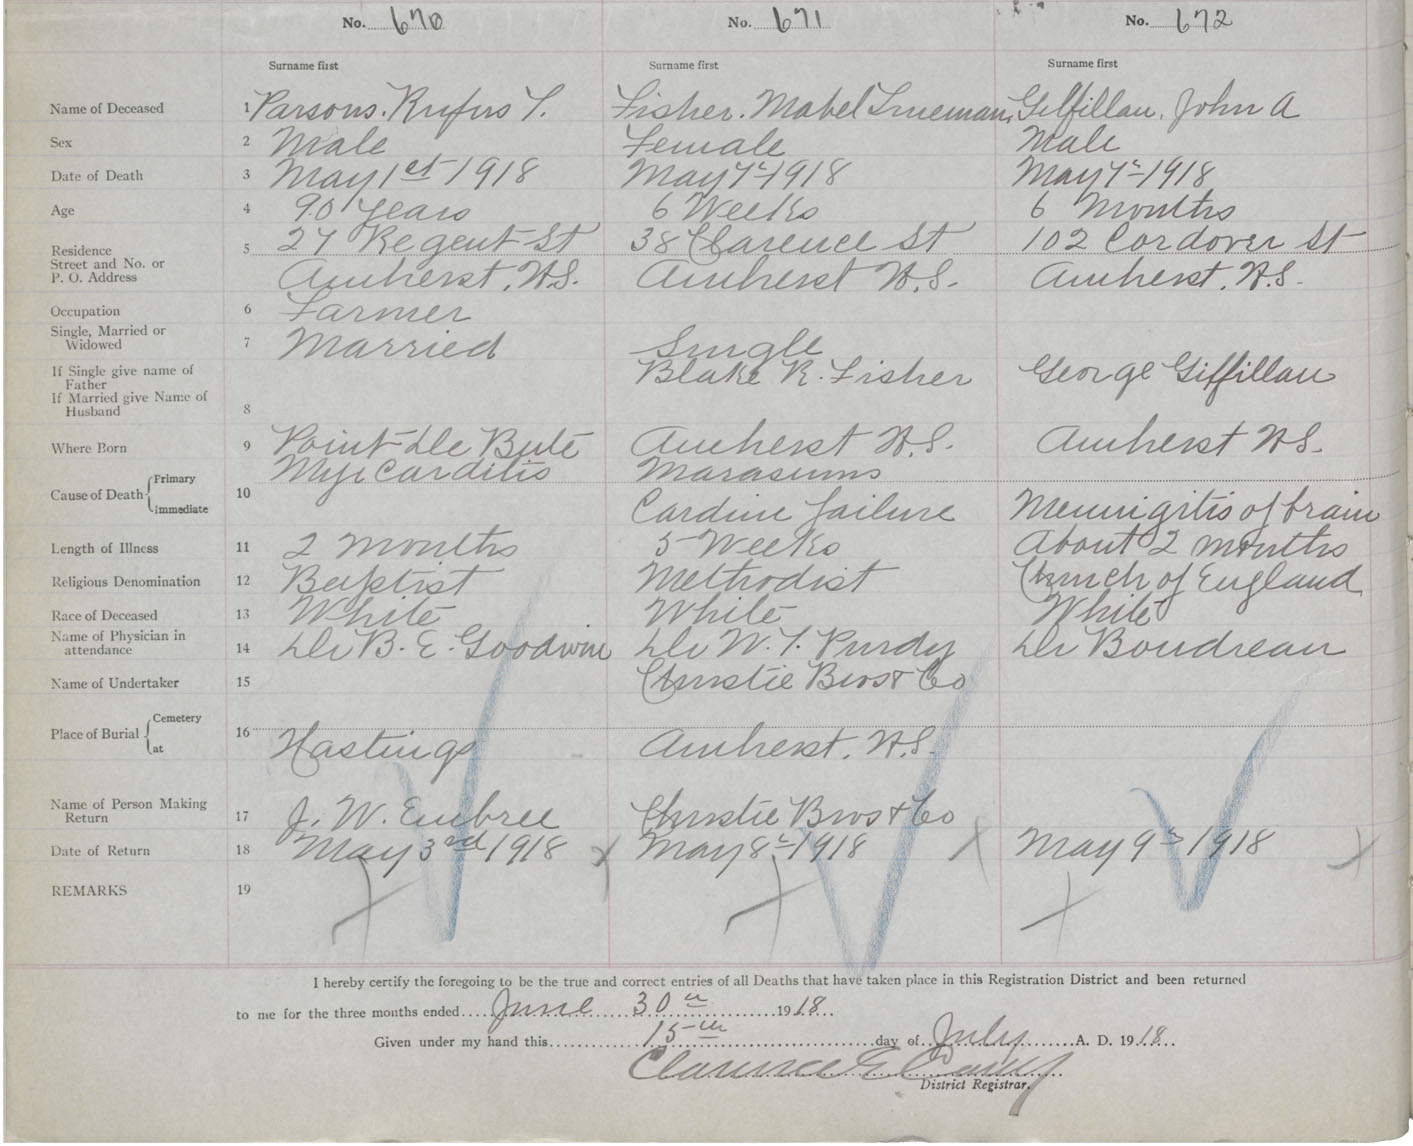 No. 670 No. 671 No. 672
Surname first Surname first Surname first
Name of Deceased 1 Parsons. Rufus T. Fisher. Mabel Trueman, Gilfillan, John A
Sex 2 Male Female Male
Date of Death 3 May 1st 1918 May 7th 1918 May 7th 1918
Age 4 90 Years 6 Weeks 6 Months
Residence Street and No. or P. O. Address 5 27 Regent St 38 Clarence St 102 Cordover St
Amherst, N.S. Amherst N.S. Amherst, N.S.
Occupation 6 Farmer
Single, Married or Widowed 7 Married Single
If Single give name of Father Blake R. Fisher George Giffillan
If Married give Name of Husband 8
Where Born 9 Point de Bute Amherst N.S. Amherst N.S.
Cause of Death Primary Myicarditis Marasums
10 Immediate Cardine failure Mennigitis of brain
Length of Illness 11 2 Months 5 Weeks About 2 months
Religious Denomination 12 Baptist Methodist Church of England
Race of Deceased 13 White White White
Name of Physician in attendance 14 Dr B. E. Goodwin Dr W. T. Purdy Dr Boudreau
Name of Undertaker 15 Christie Bros & Co
Place of Burial Cemetery 16
at Hastings Amherst, N.S.
Name of Person Making Return 17 J. W. Embree Christie Bros & Co
Date of Return 18 May 3rd 1918 May 8th 1918 May 9th 1918
REMARKS 19
I hereby certify the foregoing to be the true and correct entries of all Deaths that have taken place in this Registration District and been returned
to me for the three months ended June 30th 1918
Given under my hand this 15th day of July A. D. 1918
Clarence E
District Registrar.